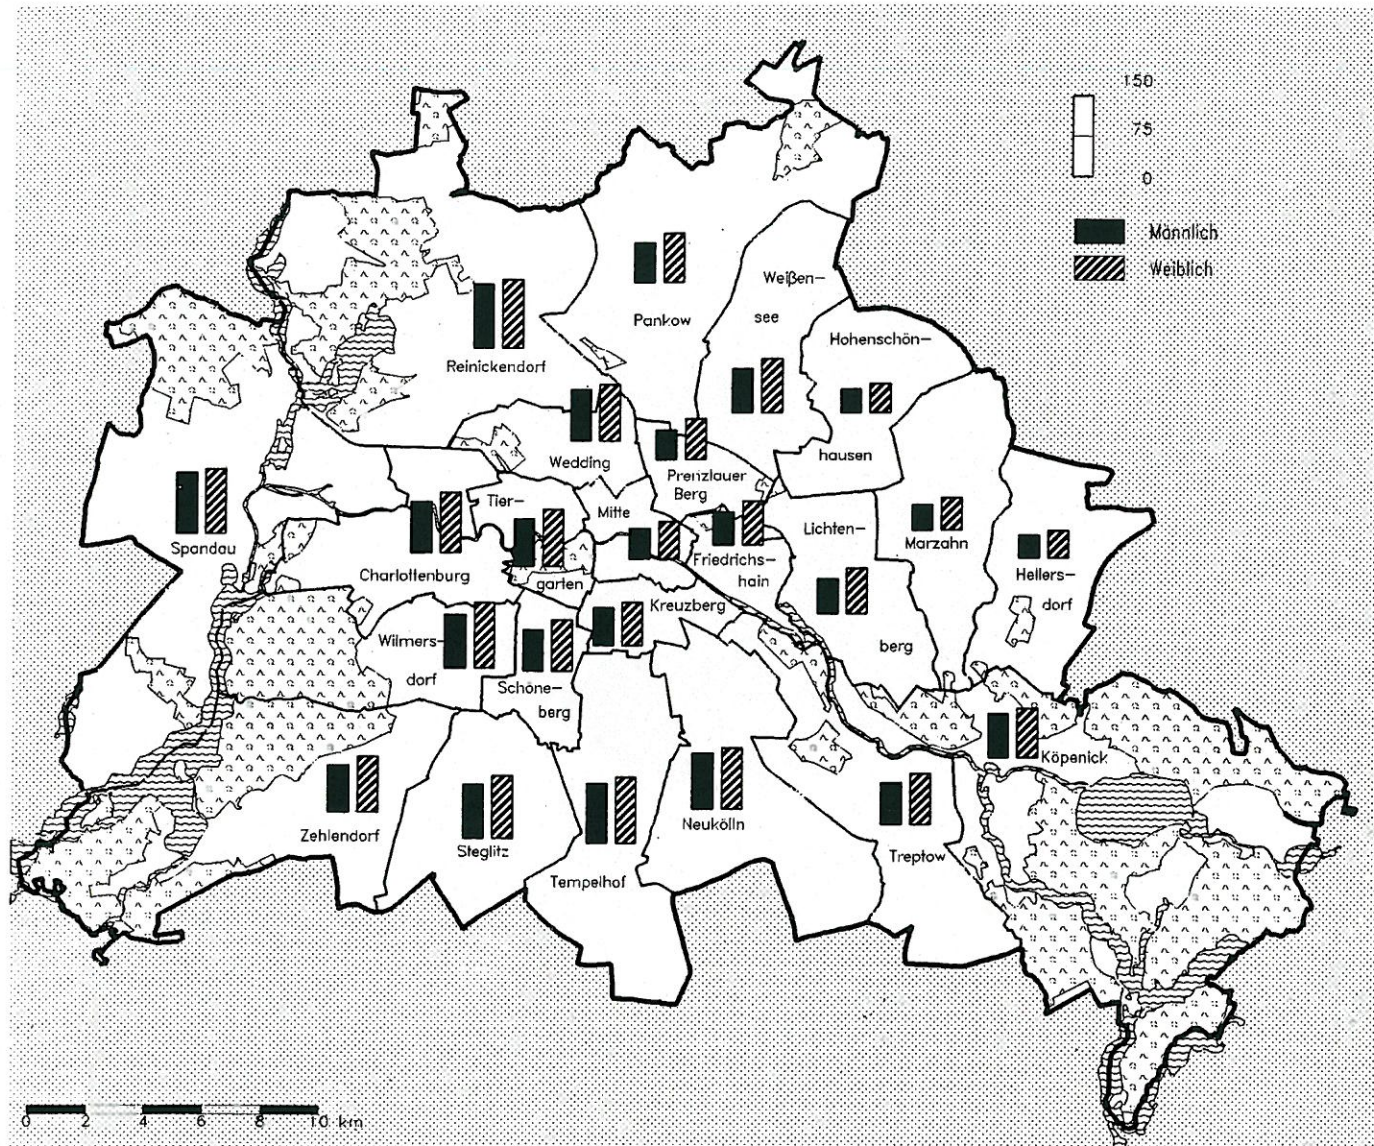 150
75
0
Männlich
Weiblich
Weißen-
see
Pankow
Hohenschön-
hausen
Reinickendorf
Wedding
Prenzlauer
Berg
Tier-
garten
Mitte
Lichten-
berg
Marzahn
Spandau
Friedrichs-
hain
Hellers-
dorf
Charlottenburg
Kreuzberg
Wilmers-
dorf
Schöne-
berg
Köpenick
Zehlendorf
Steglitz
Neukölln
Treptow
Tempelhof
0 2 4 6 8 10 km